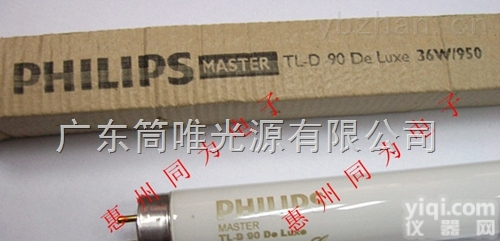 PHILIPS MASTER TL-D 90 De Luxe 36W/950
广东筒唯光源有限公司
惠州同为电子
惠州同为电子
PHILIPS
MASTER
TL-D 90 De Luxe
yiqi.com
仪器网